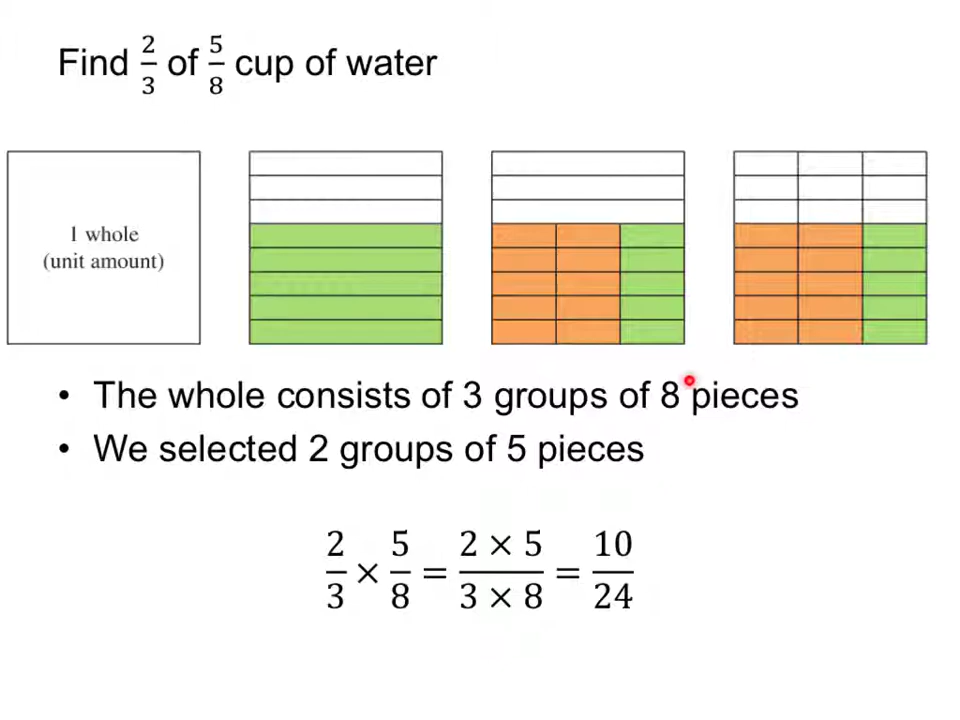 Find 2/3 of 5/8 cup of water
1 whole
(unit amount)
• The whole consists of 3 groups of 8 pieces
• We selected 2 groups of 5 pieces
2/3 × 5/8 = (2 × 5)/(3 × 8) = 10/24